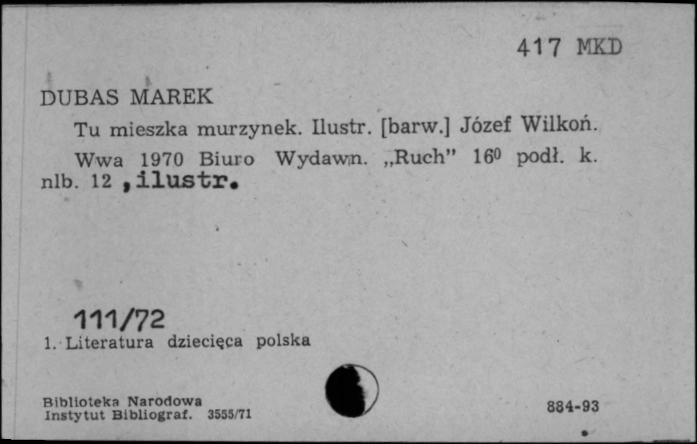 417 MKD
DUBAS MAREK
Tu mieszka murzynek. Ilustr. [barw.] Józef Wilkoń.
Wwa 1970 Biuro Wydawn. „Ruch” 16⁰ podł. k.
nlb. 12 , ilustr.
111/72
1. Literatura dziecięca polska
Biblioteka Narodowa
Instytut Bibliograf. 3555/71
884-93